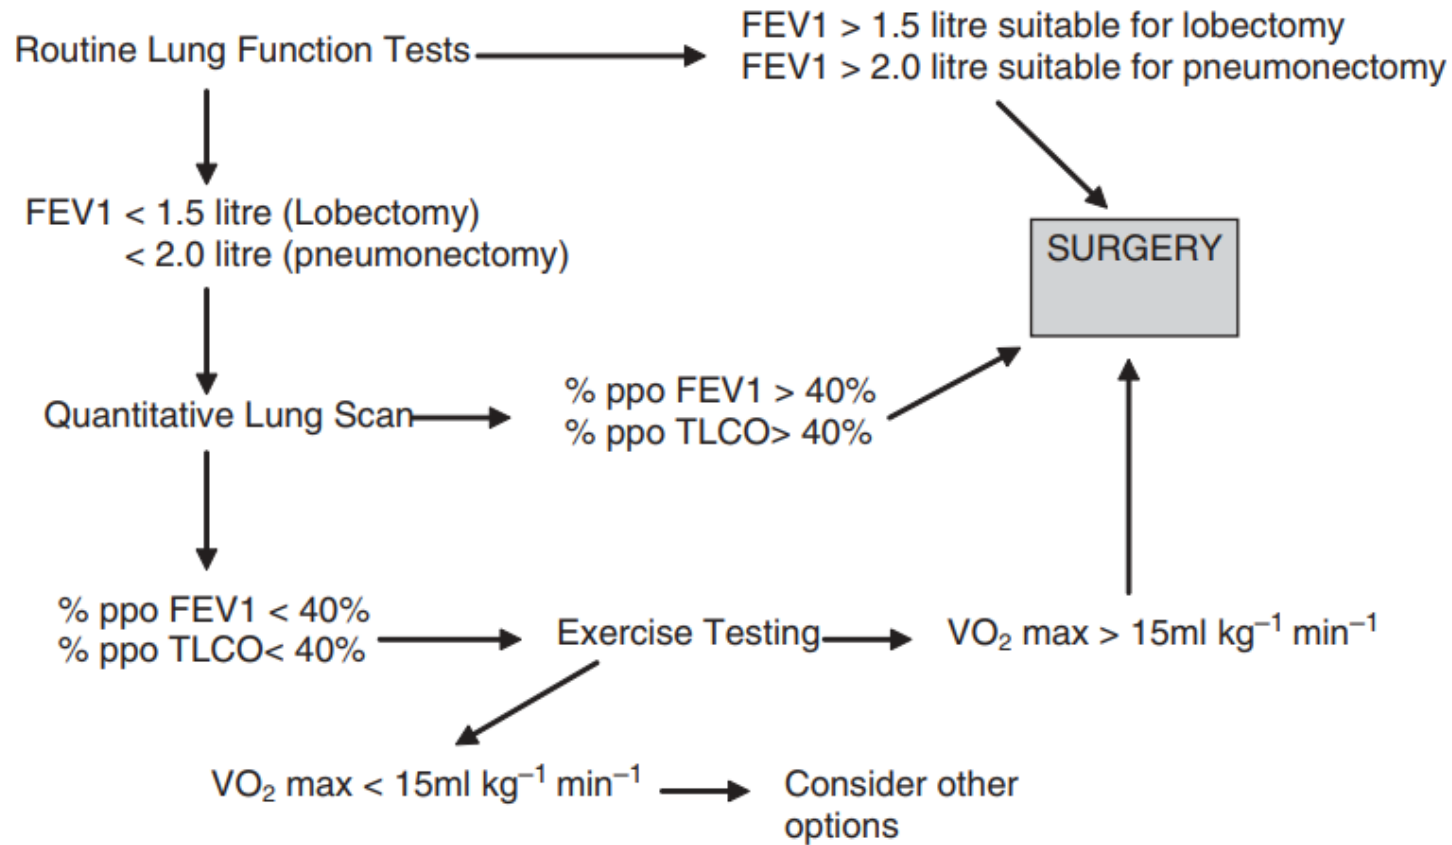 Routine Lung Function Tests
FEV1 > 1.5 litre suitable for lobectomy
FEV1 > 2.0 litre suitable for pneumonectomy
FEV1 < 1.5 litre (Lobectomy)
< 2.0 litre (pneumonectomy)
SURGERY
Quantitative Lung Scan
% ppo FEV1 > 40%
% ppo TLCO> 40%
% ppo FEV1 < 40%
% ppo TLCO< 40%
Exercise Testing
VO₂ max > 15ml kg⁻¹ min⁻¹
VO₂ max < 15ml kg⁻¹ min⁻¹
Consider other
options